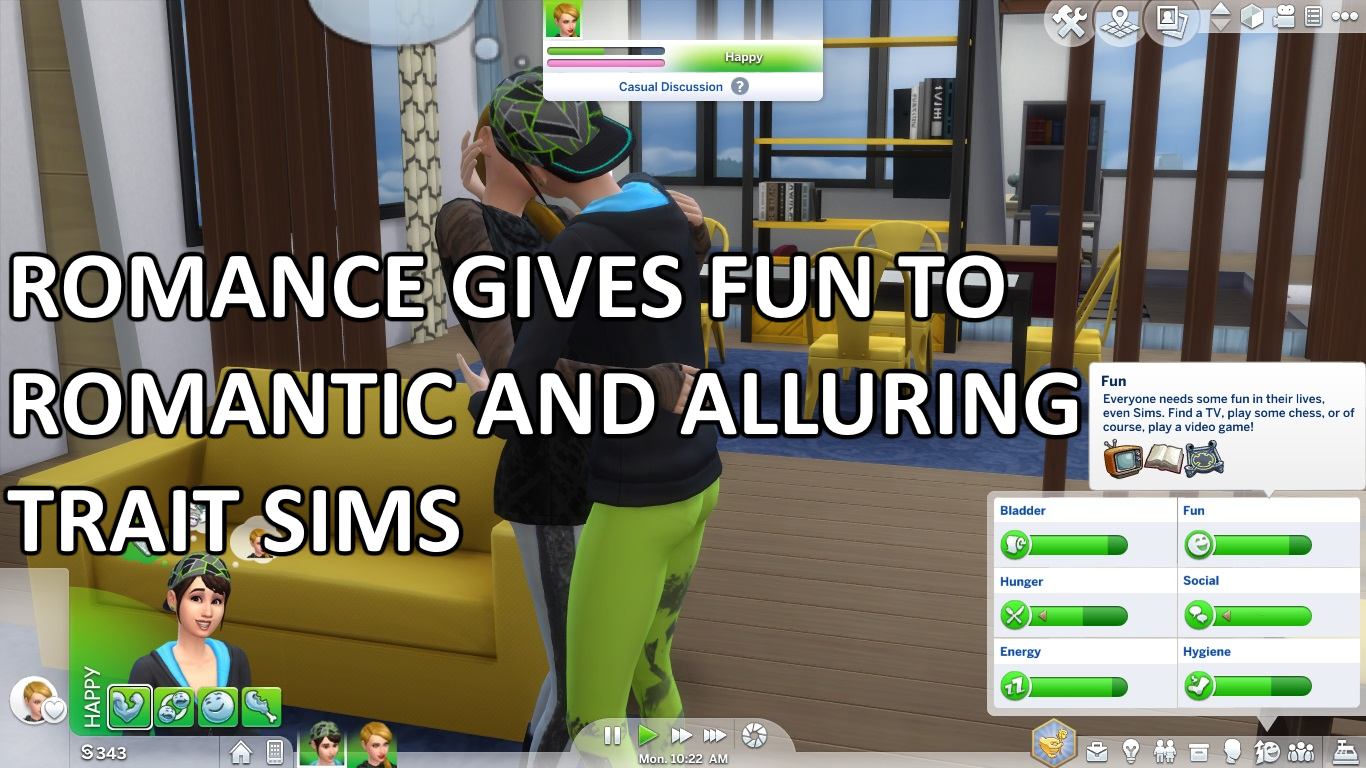 Happy
Casual Discussion ?
ROMANCE GIVES FUN TO
ROMANTIC AND ALLURING
TRAIT SIMS
Fun
Everyone needs some fun in their lives,
even Sims. Find a TV, play some chess, or of
course, play a video game!
Bladder
Fun
Hunger
Social
Energy
Hygiene
HAPPY
§343
Mon. 10:22 AM